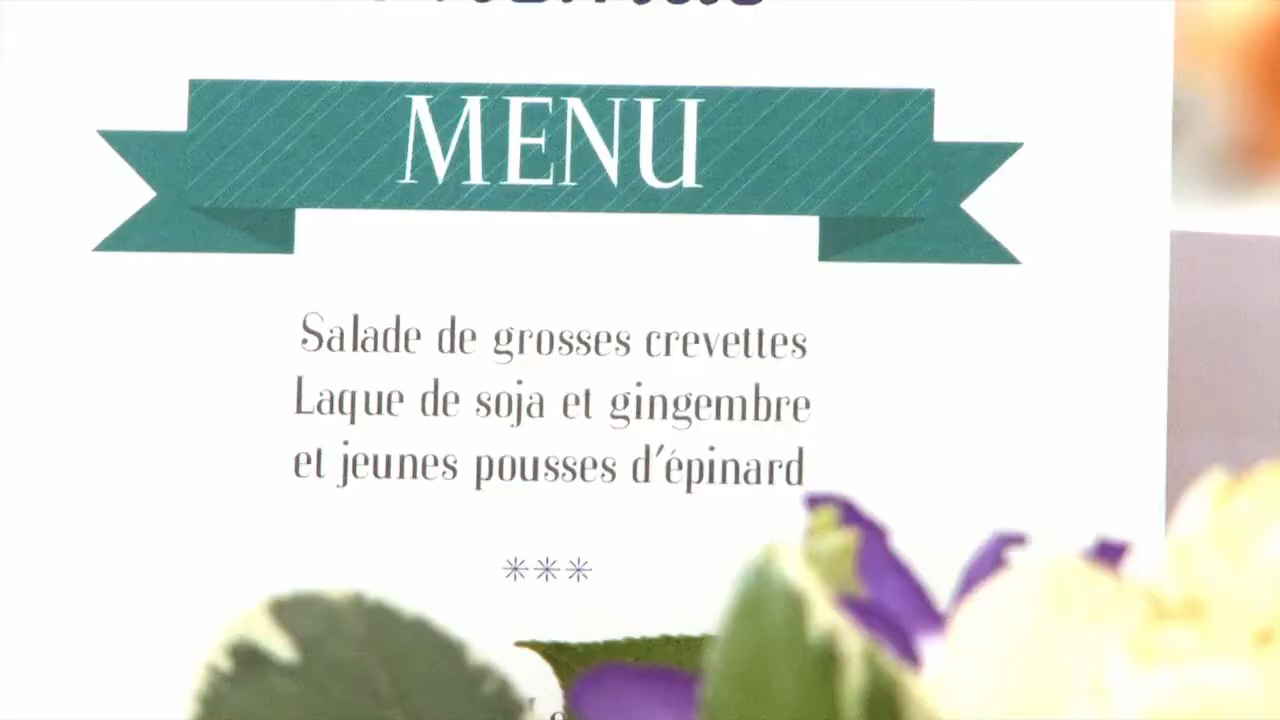 MENU
Salade de grosses crevettes
Laque de soja et gingembre
et jeunes pousses d'épinard
***